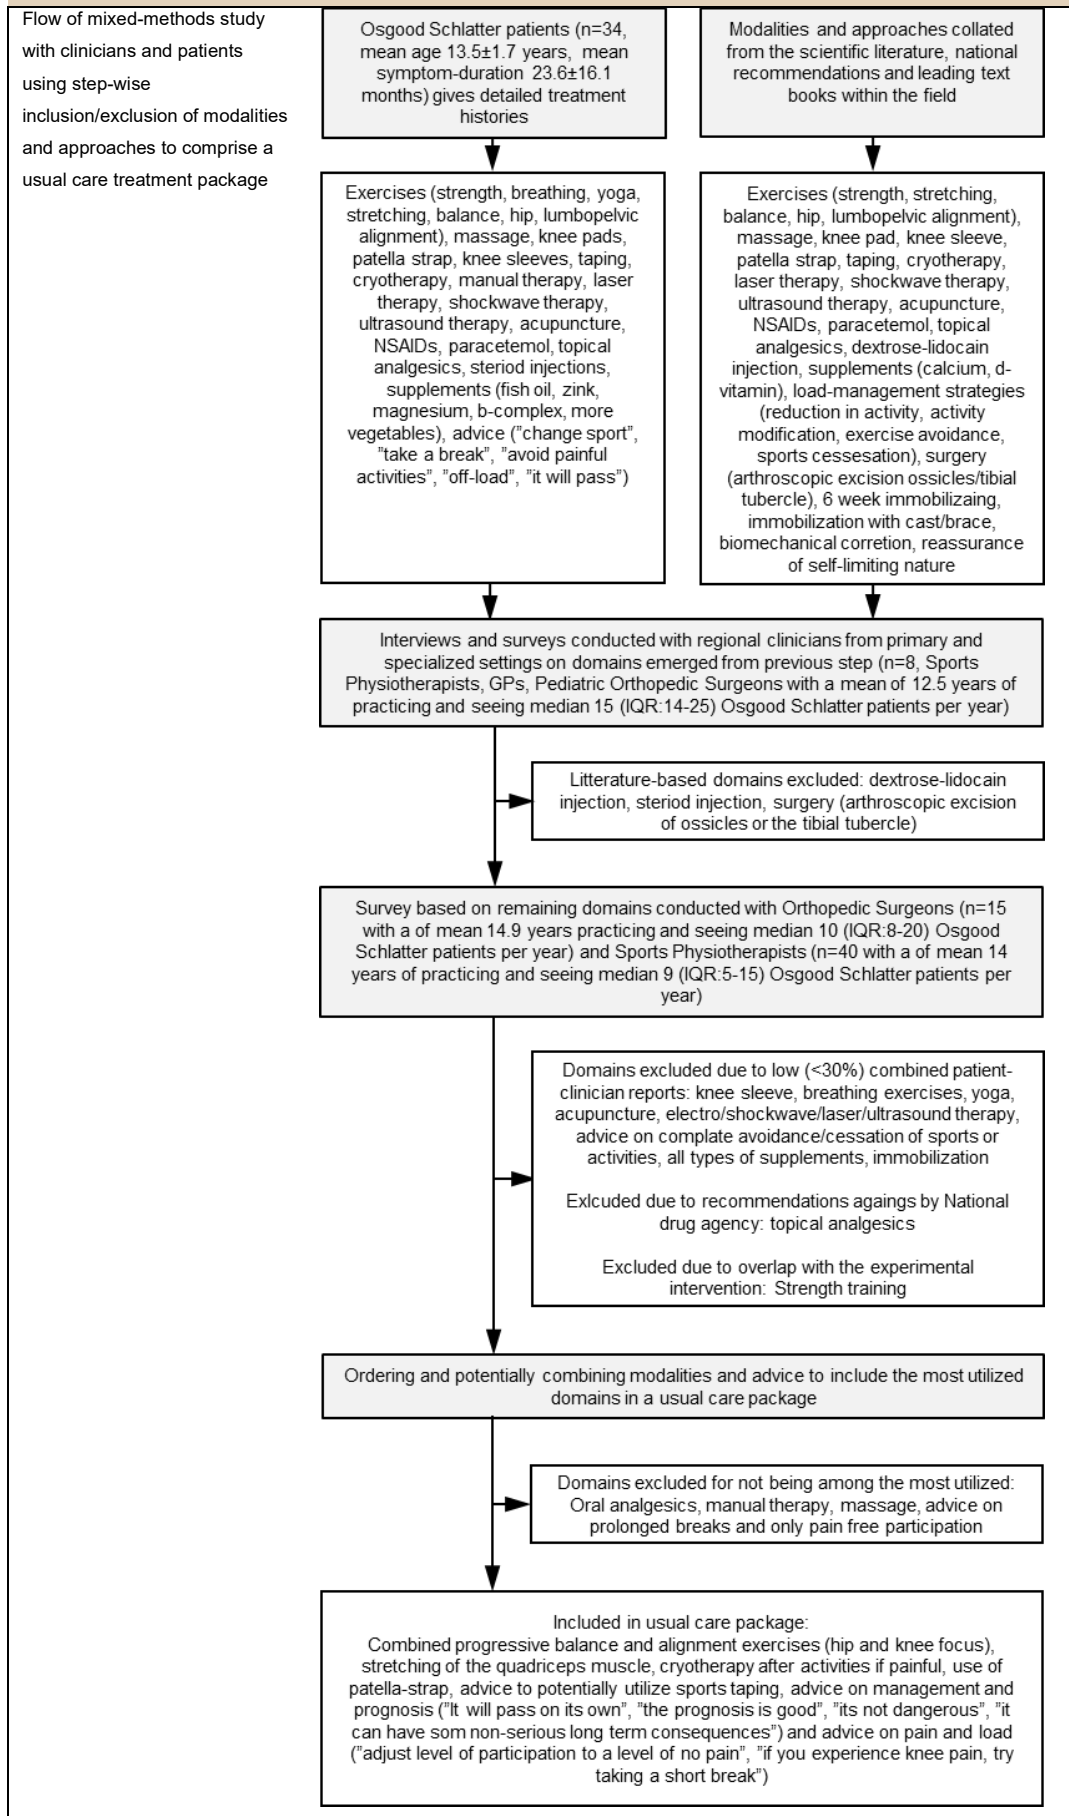 Flow of mixed-methods study
with clinicians and patients
using step-wise
inclusion/exclusion of modalities
and approaches to comprise a
usual care treatment package
Osgood Schlatter patients (n=34,
mean age 13.5±1.7 years, mean
symptom-duration 23.6±16.1
months) gives detailed treatment
histories
Modalities and approaches collated
from the scientific literature, national
recommendations and leading text
books within the field
Exercises (strength, breathing, yoga,
stretching, balance, hip, lumbopelvic
alignment), massage, knee pads,
patella strap, knee sleeves, taping,
cryotherapy, manual therapy, laser
therapy, shockwave therapy,
ultrasound therapy, acupuncture,
NSAIDs, paracetemol, topical
analgesics, steriod injections,
supplements (fish oil, zink,
magnesium, b-complex, more
vegetables), advice ("change sport",
"take a break", "avoid painful
activities", "off-load", "it will pass")
Exercises (strength, stretching,
balance, hip, lumbopelvic alignment),
massage, knee pad, knee sleeve,
patella strap, taping, cryotherapy,
laser therapy, shockwave therapy,
ultrasound therapy, acupuncture,
NSAIDs, paracetemol, topical
analgesics, dextrose-lidocain
injection, supplements (calcium, d-
vitamin), load-management strategies
(reduction in activity, activity
modification, exercise avoidance,
sports cessesation), surgery
(arthroscopic excision ossicles/tibial
tubercle), 6 week immobilizaing,
immobilization with cast/brace,
biomechanical corretion, reassurance
of self-limiting nature
Interviews and surveys conducted with regional clinicians from primary and
specialized settings on domains emerged from previous step (n=8, Sports
Physiotherapists, GPs, Pediatric Orthopedic Surgeons with a mean of 12.5 years of
practicing and seeing median 15 (IQR:14-25) Osgood Schlatter patients per year)
Litterature-based domains excluded: dextrose-lidocain
injection, steriod injection, surgery (arthroscopic excision
of ossicles or the tibial tubercle)
Survey based on remaining domains conducted with Orthopedic Surgeons (n=15
with a of mean 14.9 years practicing and seeing median 10 (IQR:8-20) Osgood
Schlatter patients per year) and Sports Physiotherapists (n=40 with a of mean 14
years of practicing and seeing median 9 (IQR:5-15) Osgood Schlatter patients per
year)
Domains excluded due to low (<30%) combined patient-
clinician reports: knee sleeve, breathing exercises, yoga,
acupuncture, electro/shockwave/laser/ultrasound therapy,
advice on complate avoidance/cessation of sports or
activities, all types of supplements, immobilization
Exlcuded due to recommendations agaings by National
drug agency: topical analgesics
Excluded due to overlap with the experimental
intervention: Strength training
Ordering and potentially combining modalities and advice to include the most utilized
domains in a usual care package
Domains excluded for not being among the most utilized:
Oral analgesics, manual therapy, massage, advice on
prolonged breaks and only pain free participation
Included in usual care package:
Combined progressive balance and alignment exercises (hip and knee focus),
stretching of the quadriceps muscle, cryotherapy after activities if painful, use of
patella-strap, advice to potentially utilize sports taping, advice on management and
prognosis ("It will pass on its own", "the prognosis is good", "its not dangerous", "it
can have som non-serious long term consequences") and advice on pain and load
("adjust level of participation to a level of no pain", "if you experience knee pain, try
taking a short break")